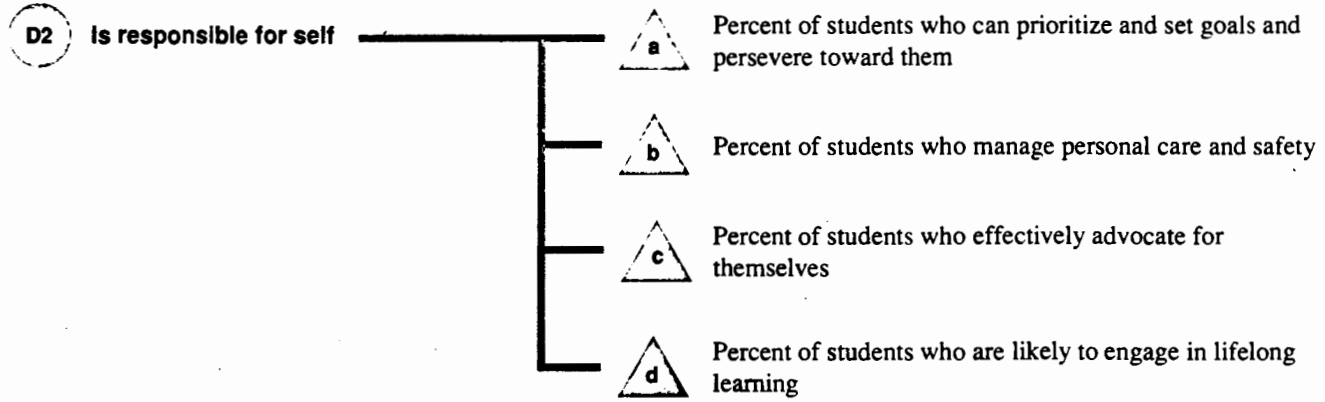 D2 Is responsible for self
a Percent of students who can prioritize and set goals and
persevere toward them
b Percent of students who manage personal care and safety
c Percent of students who effectively advocate for
themselves
d Percent of students who are likely to engage in lifelong
learning